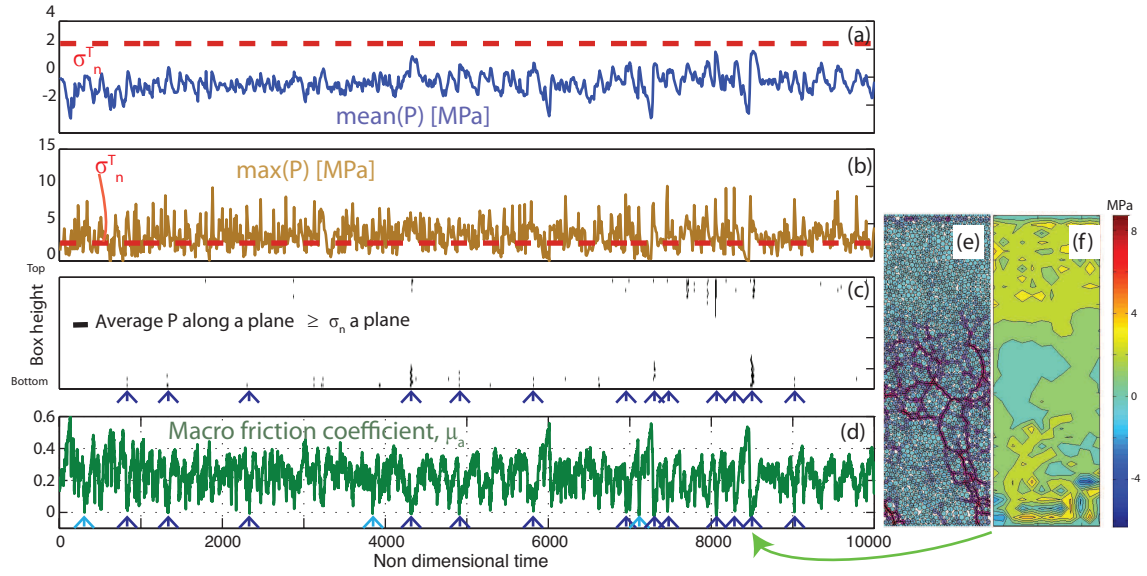 4
2
0
-2
σ_n^T
(a)
mean(P) [MPa]
15
10
5
0
σ_n^T
max(P) [MPa]
(b)
Top
Box height
Bottom
(c)
Average P along a plane ≥ σ_n a plane
0.6
0.4
0.2
0
Macro friction coefficient, μ_a
(d)
0 2000 4000 6000 8000 10000
Non dimensional time
(e)
(f)
MPa
8
4
0
-4